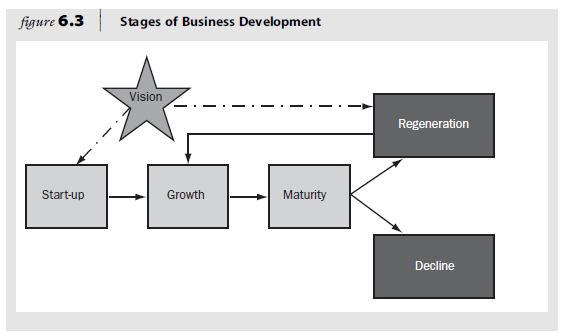 figure 6.3 Stages of Business Development
Vision
Regeneration
Start-up Growth Maturity
Decline